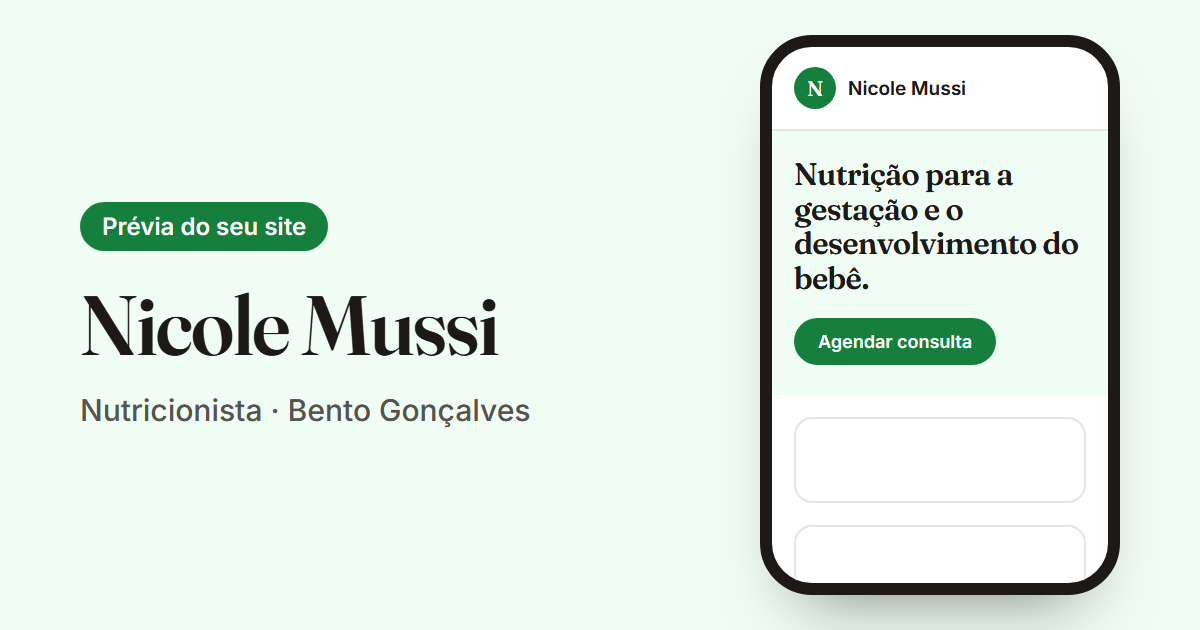 Prévia do seu site
Nicole Mussi
Nutricionista · Bento Gonçalves
N
Nicole Mussi
Nutrição para a
gestação e o
desenvolvimento do
bebê.
Agendar consulta